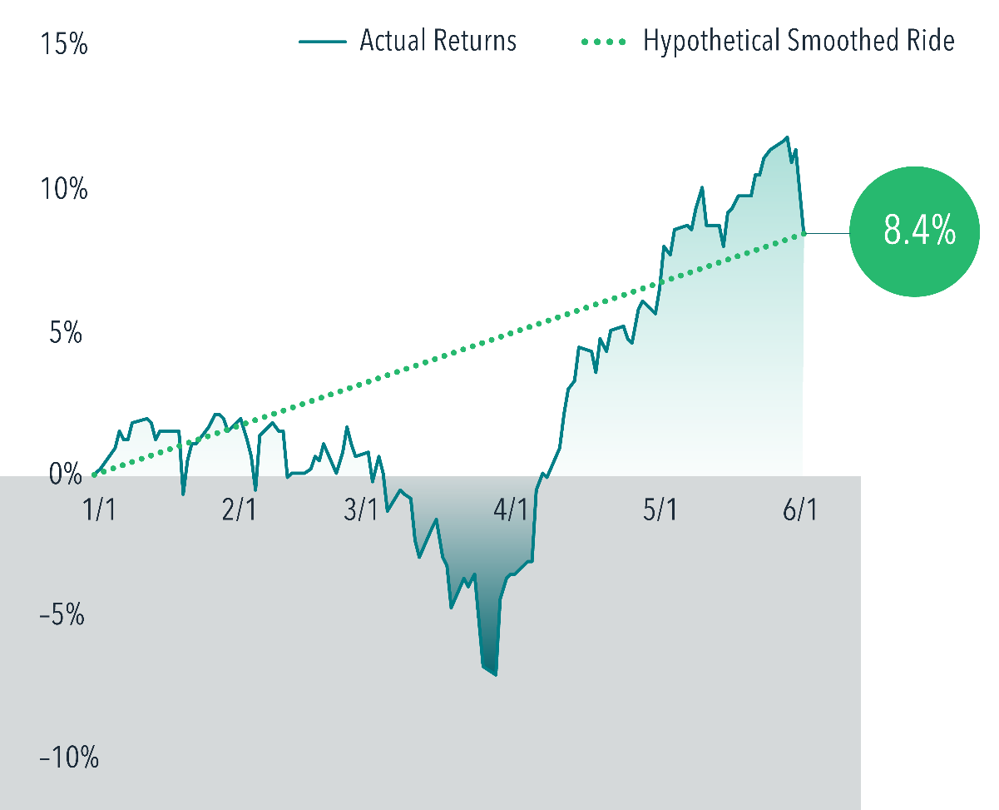 15%
Actual Returns
Hypothetical Smoothed Ride
10%
8.4%
5%
0%
1/1 2/1 3/1 4/1 5/1 6/1
–5%
–10%